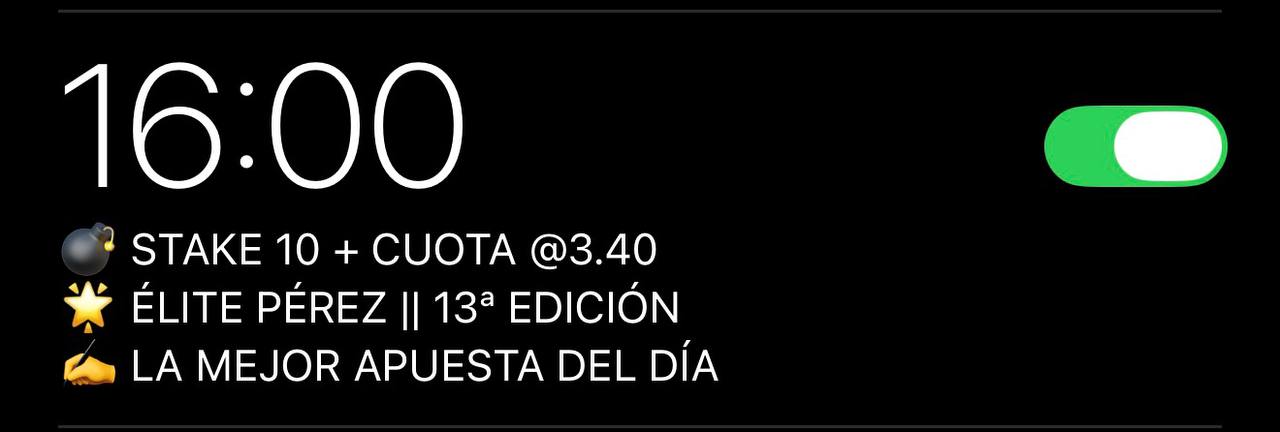 16:00
💣 STAKE 10 + CUOTA @3.40
🌟 ÉLITE PÉREZ || 13ª EDICIÓN
✍️ LA MEJOR APUESTA DEL DÍA